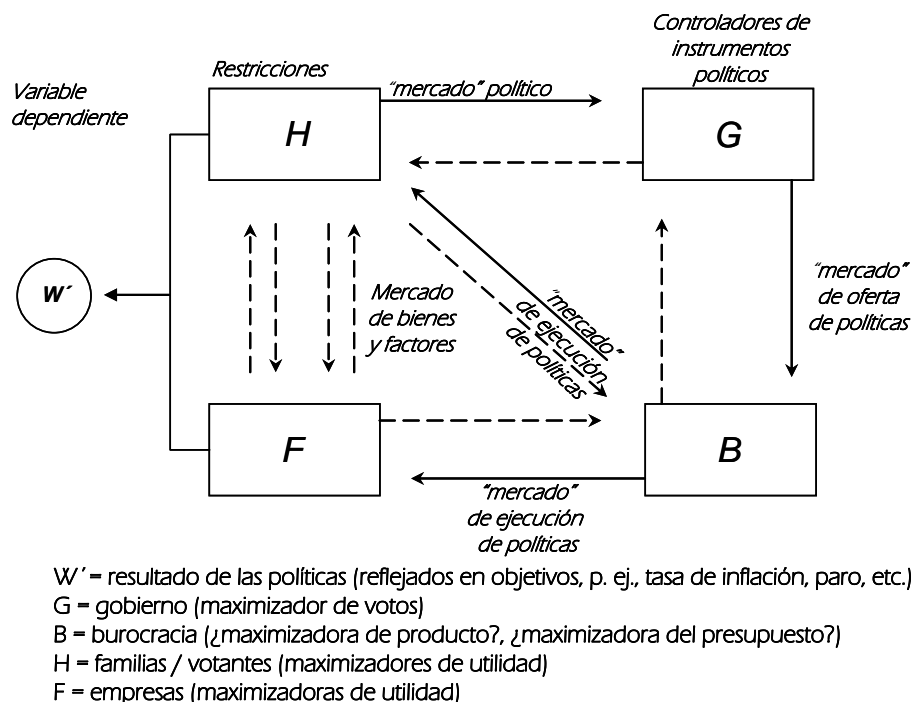 Controladores de
instrumentos
políticos
Restricciones
Variable
dependiente
"mercado" político
H
G
W´
Mercado
de bienes
y factores
"mercado"
de ejecución
de políticas
"mercado"
de oferta
de políticas
F
B
"mercado"
de ejecución
de políticas
W´= resultado de las políticas (reflejados en objetivos, p. ej., tasa de inflación, paro, etc.)
G = gobierno (maximizador de votos)
B = burocracia (¿maximizadora de producto?, ¿maximizadora del presupuesto?)
H = familias / votantes (maximizadores de utilidad)
F = empresas (maximizadoras de utilidad)